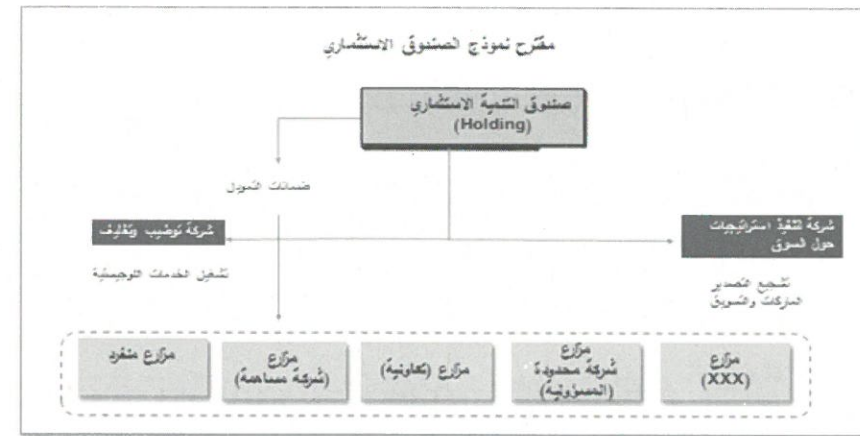 مقترح نموذج الصندوق الاستثماري
صندوق التنمية الاستثماري
(Holding)
ضمانات التمويل
شركة لتنفيذ استراتيجيات
حول السوق
تشجيع التصدير
الماركات والتسويق
شركة توضيب وتغليف
تشغيل الخدمات اللوجيستية
مزارع
(XXX)
مزارع
شركة محدودة
(المسؤولية)
مزارع (تعاونية)
مزارع
(شركة مساهمة)
مزارع منفرد